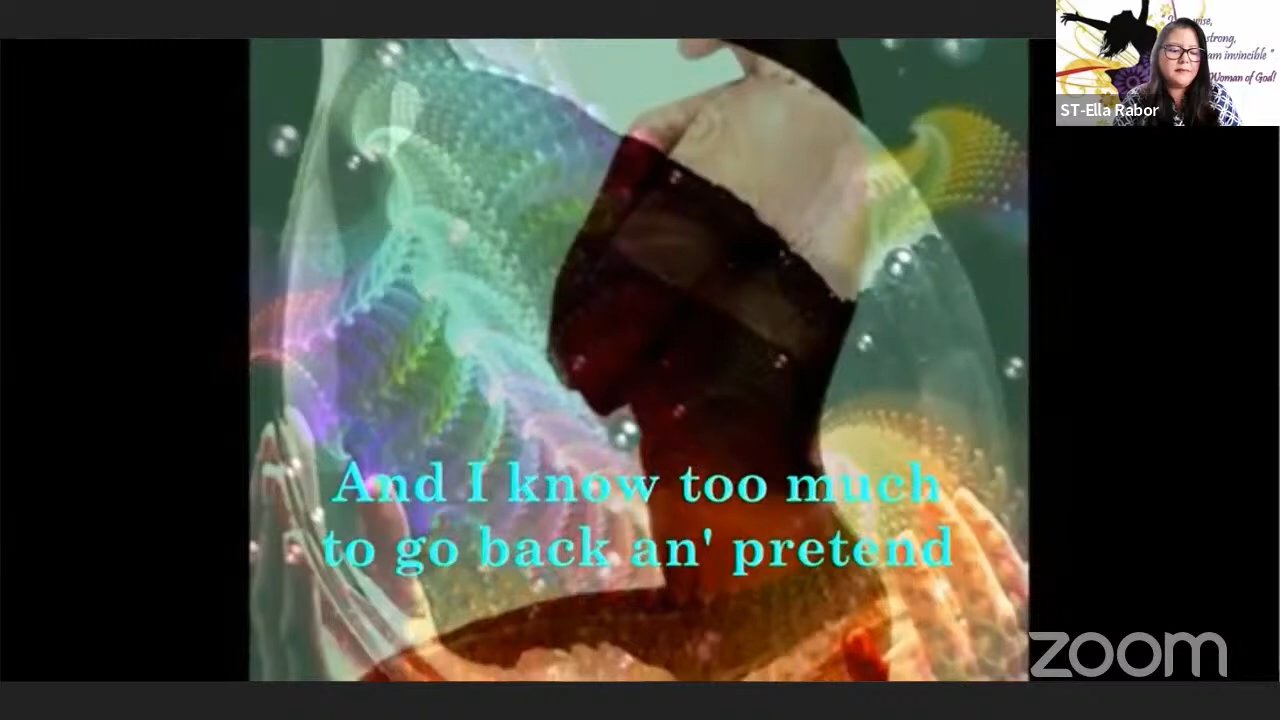 wise,
strong,
am invincible "
Woman of God!
ST-Ella Rabor
And I know too much
to go back an' pretend
zoom